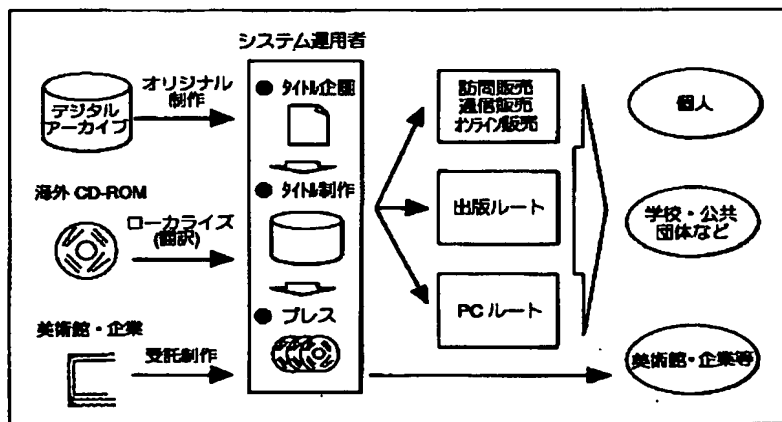 システム運用者
デジタル
アーカイブ
オリジナル
制作
● タイトル企画
海外 CD-ROM
ローカライズ
(翻訳)
● タイトル制作
美術館・企業
受託制作
● プレス
訪問販売
通信販売
オンライン販売
出版ルート
PC ルート
個人
学校・公共
団体など
美術館・企業等